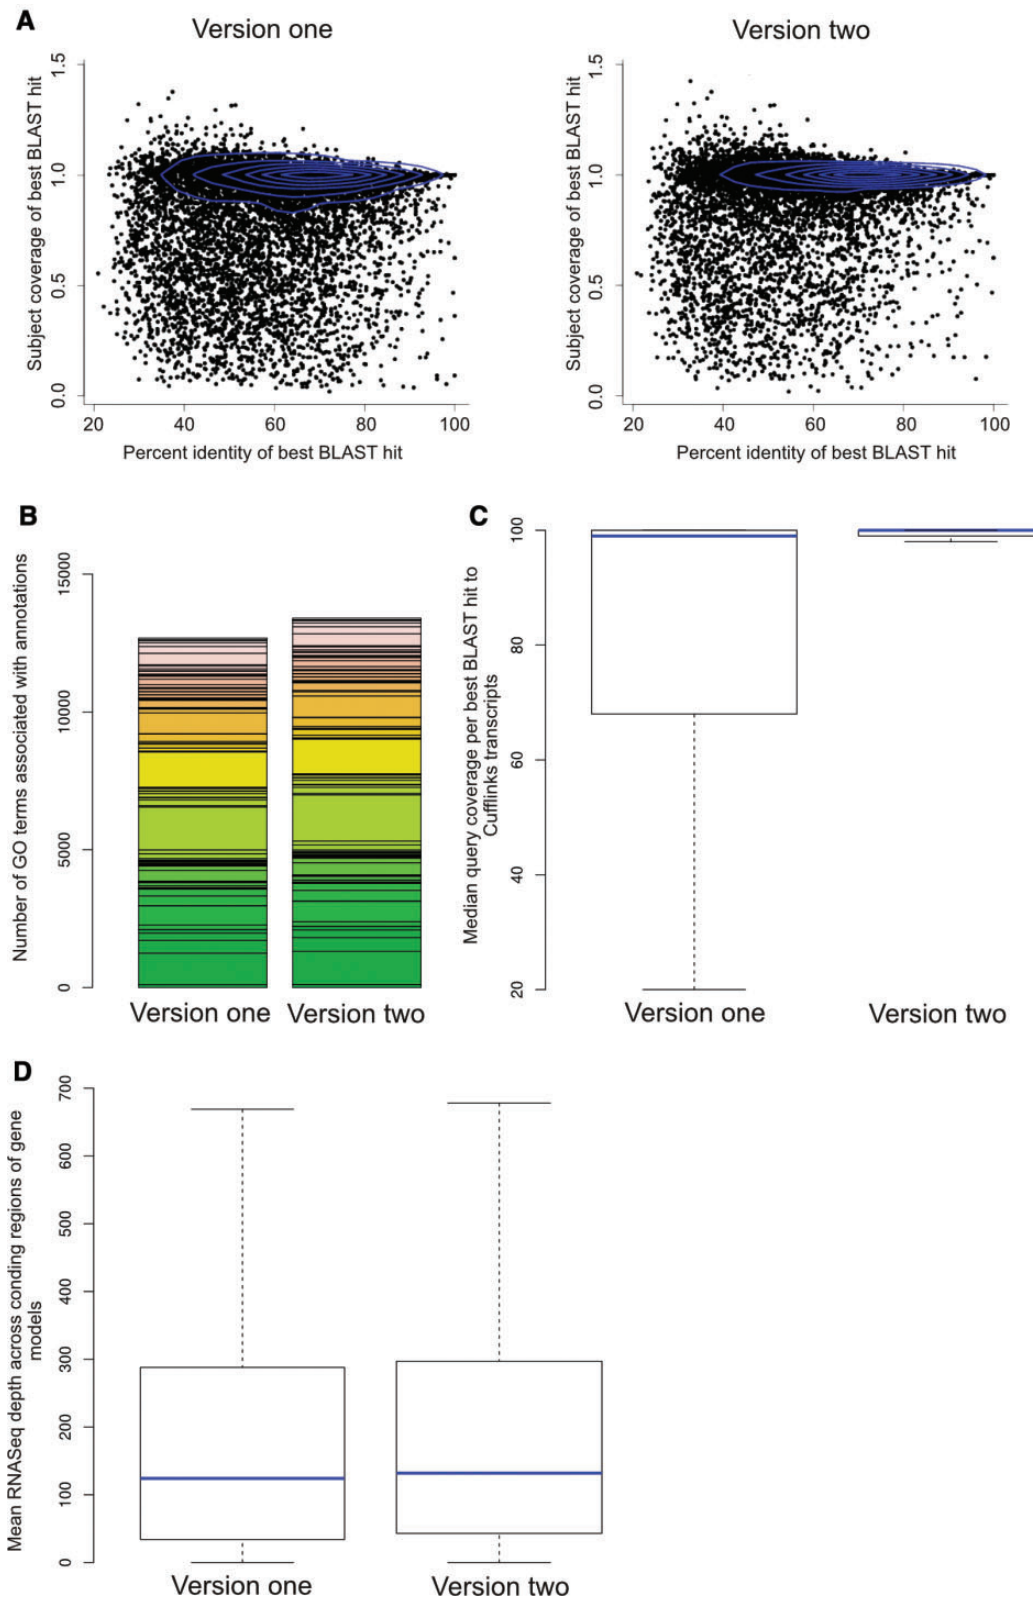 A
Version one
Version two
Subject coverage of best BLAST hit
1.5
1.0
0.5
0.0
20 40 60 80 100
Percent identity of best BLAST hit
Subject coverage of best BLAST hit
1.5
1.0
0.5
0.0
20 40 60 80 100
Percent identity of best BLAST hit
B
Number of GO terms associated with annotations
15000
10000
5000
0
Version one Version two
C
Median query coverage per best BLAST hit to
Cufflinks transcripts
100
80
60
40
20
Version one Version two
D
Mean RNASeq depth across conding regions of gene
models
700
600
500
400
300
200
100
0
Version one Version two